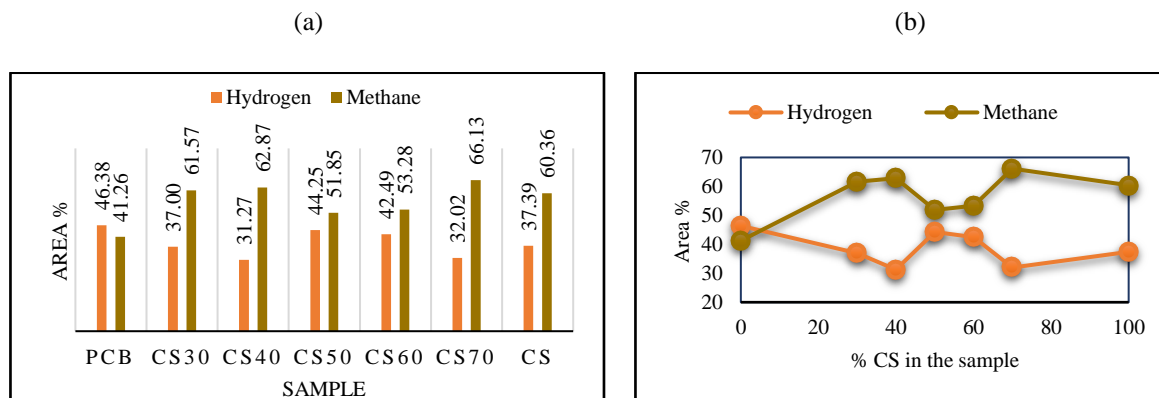 (a)
Hydrogen Methane
AREA %
46.38 41.26 37.00 61.57 31.27 62.87 44.25 51.85 42.49 53.28 32.02 66.13 37.39 60.36
PCB CS30 CS40 CS50 CS60 CS70 CS
SAMPLE
(b)
Hydrogen Methane
Area %
70
60
50
40
30
20
0 20 40 60 80 100
% CS in the sample